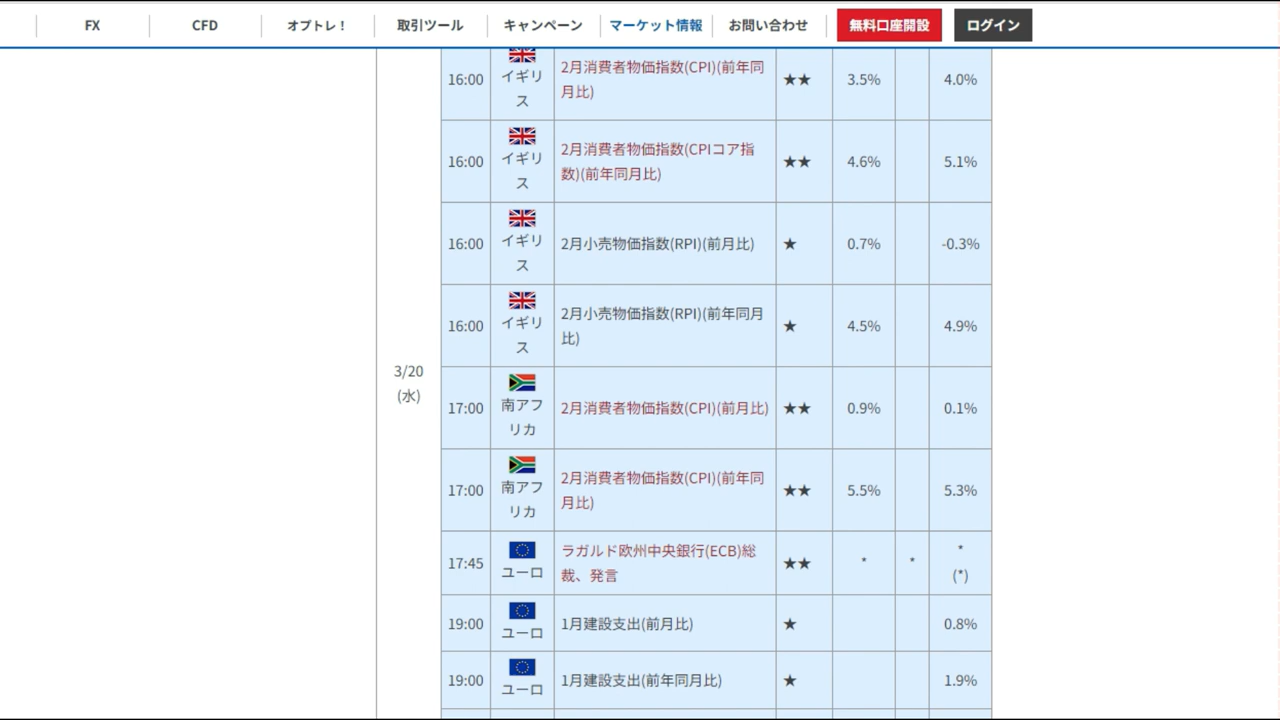 FX
CFD
オプトレ！
取引ツール
キャンペーン
マーケット情報
お問い合わせ
無料口座開設
ログイン
3/20
(水)
16:00
イギリ
ス
2月消費者物価指数(CPI)(前年同
月比)
★★
3.5%
4.0%
16:00
イギリ
ス
2月消費者物価指数(CPIコア指
数)(前年同月比)
★★
4.6%
5.1%
16:00
イギリ
ス
2月小売物価指数(RPI)(前月比)
★
0.7%
-0.3%
16:00
イギリ
ス
2月小売物価指数(RPI)(前年同月
比)
★
4.5%
4.9%
17:00
南アフ
リカ
2月消費者物価指数(CPI)(前月比)
★★
0.9%
0.1%
17:00
南アフ
リカ
2月消費者物価指数(CPI)(前年同
月比)
★★
5.5%
5.3%
17:45
ユーロ
ラガルド欧州中央銀行(ECB)総
裁、発言
★★
*
*
*
(*)
19:00
ユーロ
1月建設支出(前月比)
★
0.8%
19:00
ユーロ
1月建設支出(前年同月比)
★
1.9%